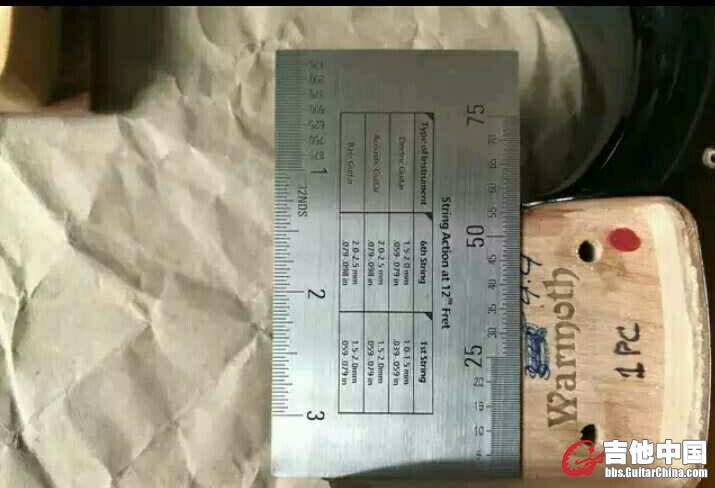 String Action at 12ᵀᴴ Fret
Type of Instrument 6th String 1st String
Electric Guitar 1.5-2.0 mm 1.0-1.5 mm
.059-.079 in .039-.059 in
Acoustic Guitar 2.0-2.5 mm 1.5-2.0mm
.079-.098 in .059-.079 in
Bass Guitar 2.0-2.5 mm 1.5-2.0mm
.079-.098 in .059-.079 in
75
50
25
32NDS
1
2
3
Warmoth
1 PC
吉他中国
bbs.GuitarChina.com